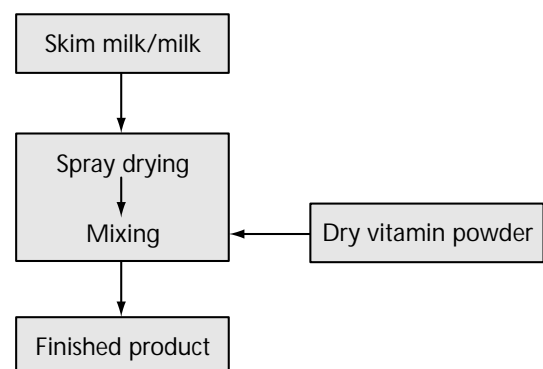 Skim milk/milk
Spray drying
Mixing
Dry vitamin powder
Finished product